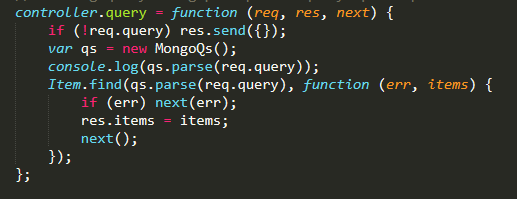 controller.query = function (req, res, next) {
    if (!req.query) res.send({});
    var qs = new MongoQs();
    console.log(qs.parse(req.query));
    Item.find(qs.parse(req.query), function (err, items) {
        if (err) next(err);
        res.items = items;
        next();
    });
};